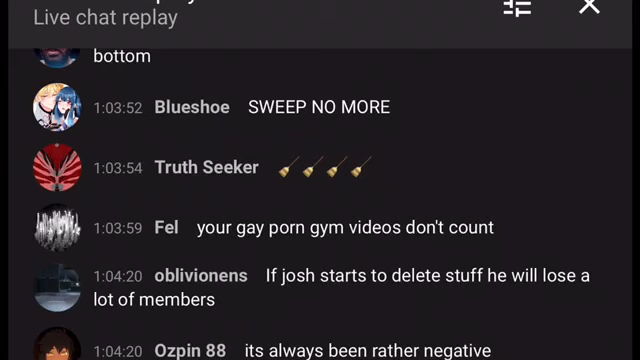 Live chat replay
bottom
1:03:52 Blueshoe SWEEP NO MORE
1:03:54 Truth Seeker 🧹🧹🧹🧹
1:03:59 Fel your gay porn gym videos don't count
1:04:20 oblivionens If josh starts to delete stuff he will lose a
lot of members
1:04:20 Ozpin 88 its always been rather negative